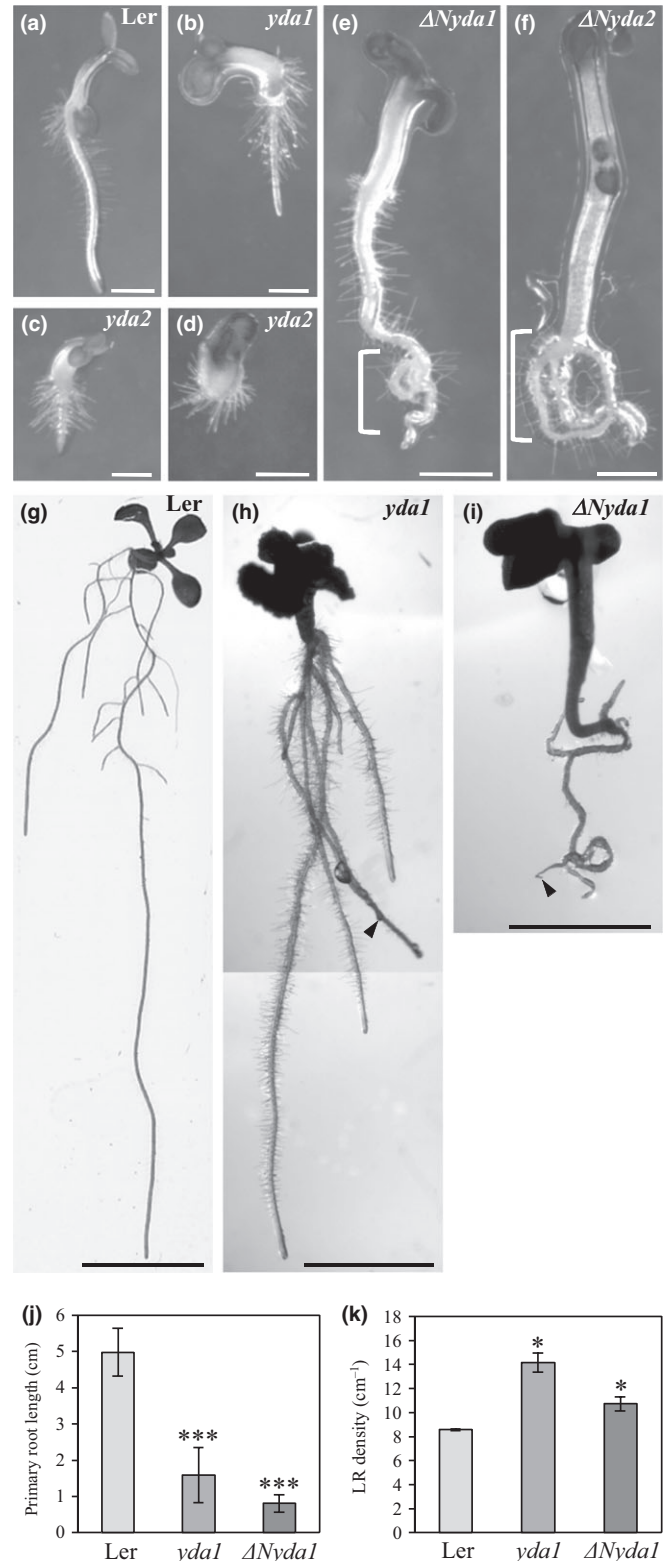 (a) Ler
(b) yda1
(e) ΔNyda1
(f) ΔNyda2
(c) yda2
(d) yda2
(g) Ler
(h) yda1
(i) ΔNyda1
(j)
Primary root length (cm)
6
5
4
3
2
1
0
***
***
Ler yda1 ΔNyda1
(k)
LR density (cm⁻¹)
18
16
14
12
10
8
6
4
2
0
*
*
Ler yda1 ΔNyda1